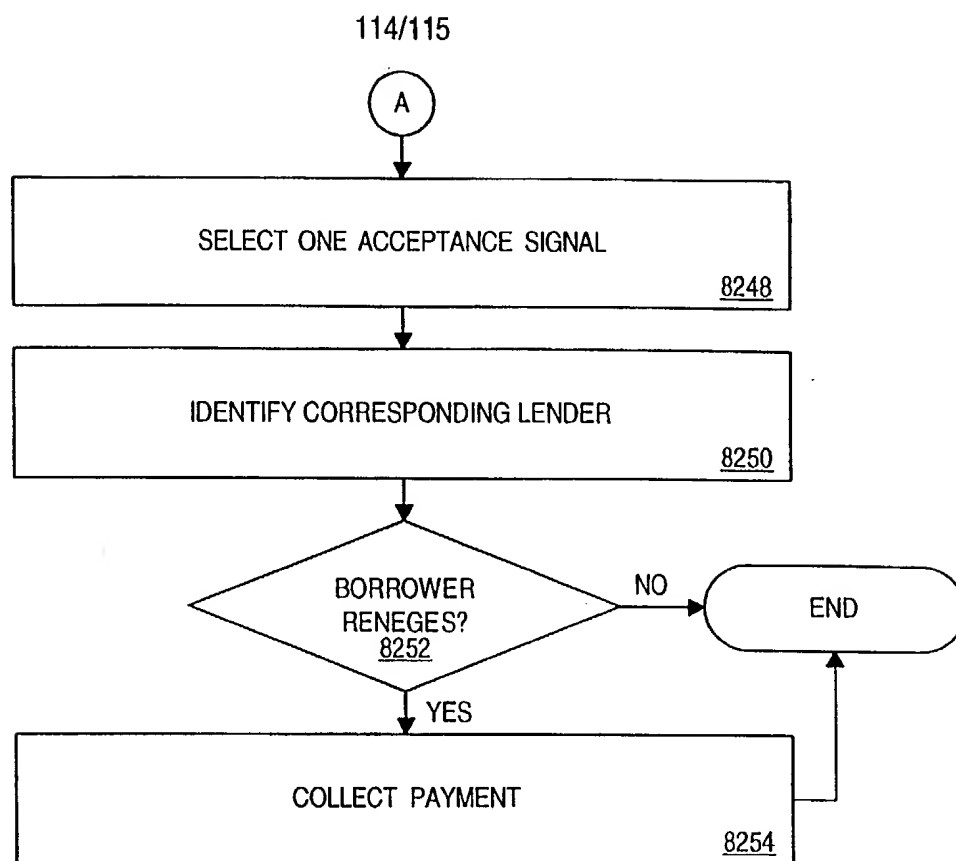 114/115
A
SELECT ONE ACCEPTANCE SIGNAL
8248
IDENTIFY CORRESPONDING LENDER
8250
BORROWER
RENEGES?
8252
NO
END
YES
COLLECT PAYMENT
8254